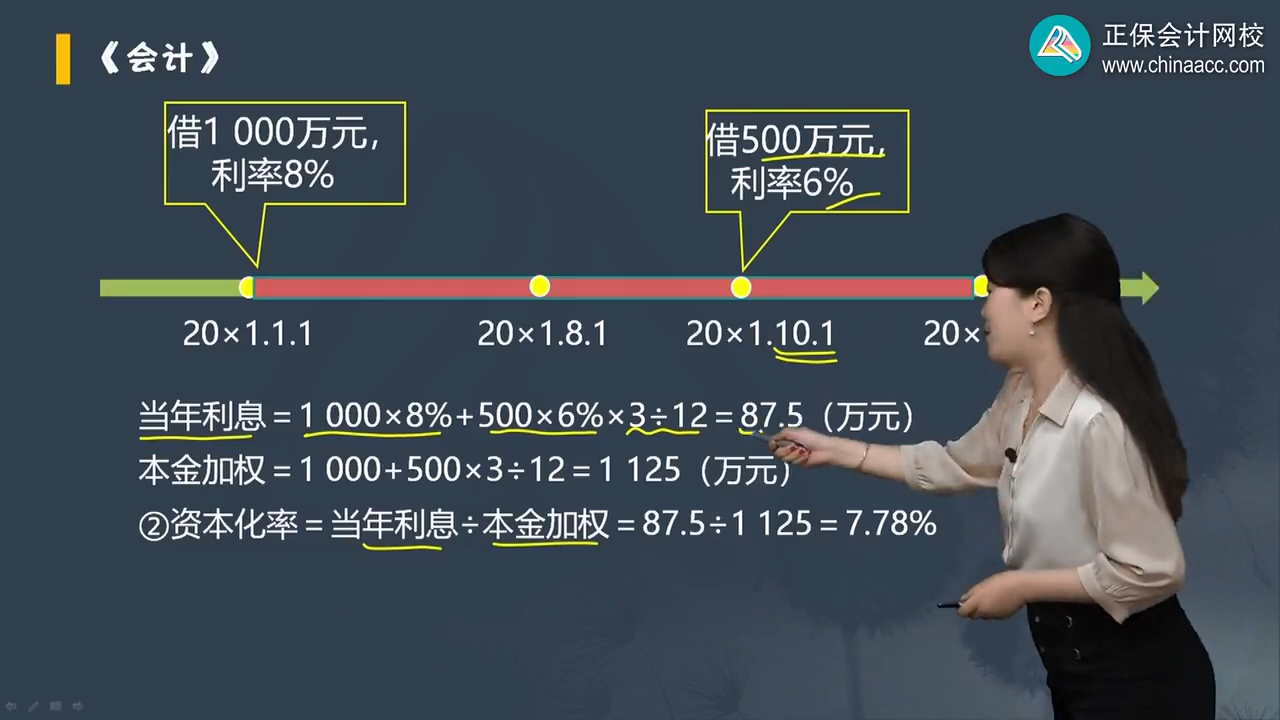 《会计》
正保会计网校
www.chinaacc.com
借1 000万元，
利率8%
借500万元，
利率6%
20×1.1.1
20×1.8.1
20×1.10.1
20×
当年利息＝1 000×8%+500×6%×3÷12＝87.5（万元）
本金加权＝1 000+500×3÷12＝1 125（万元）
②资本化率＝当年利息÷本金加权＝87.5÷1 125＝7.78%